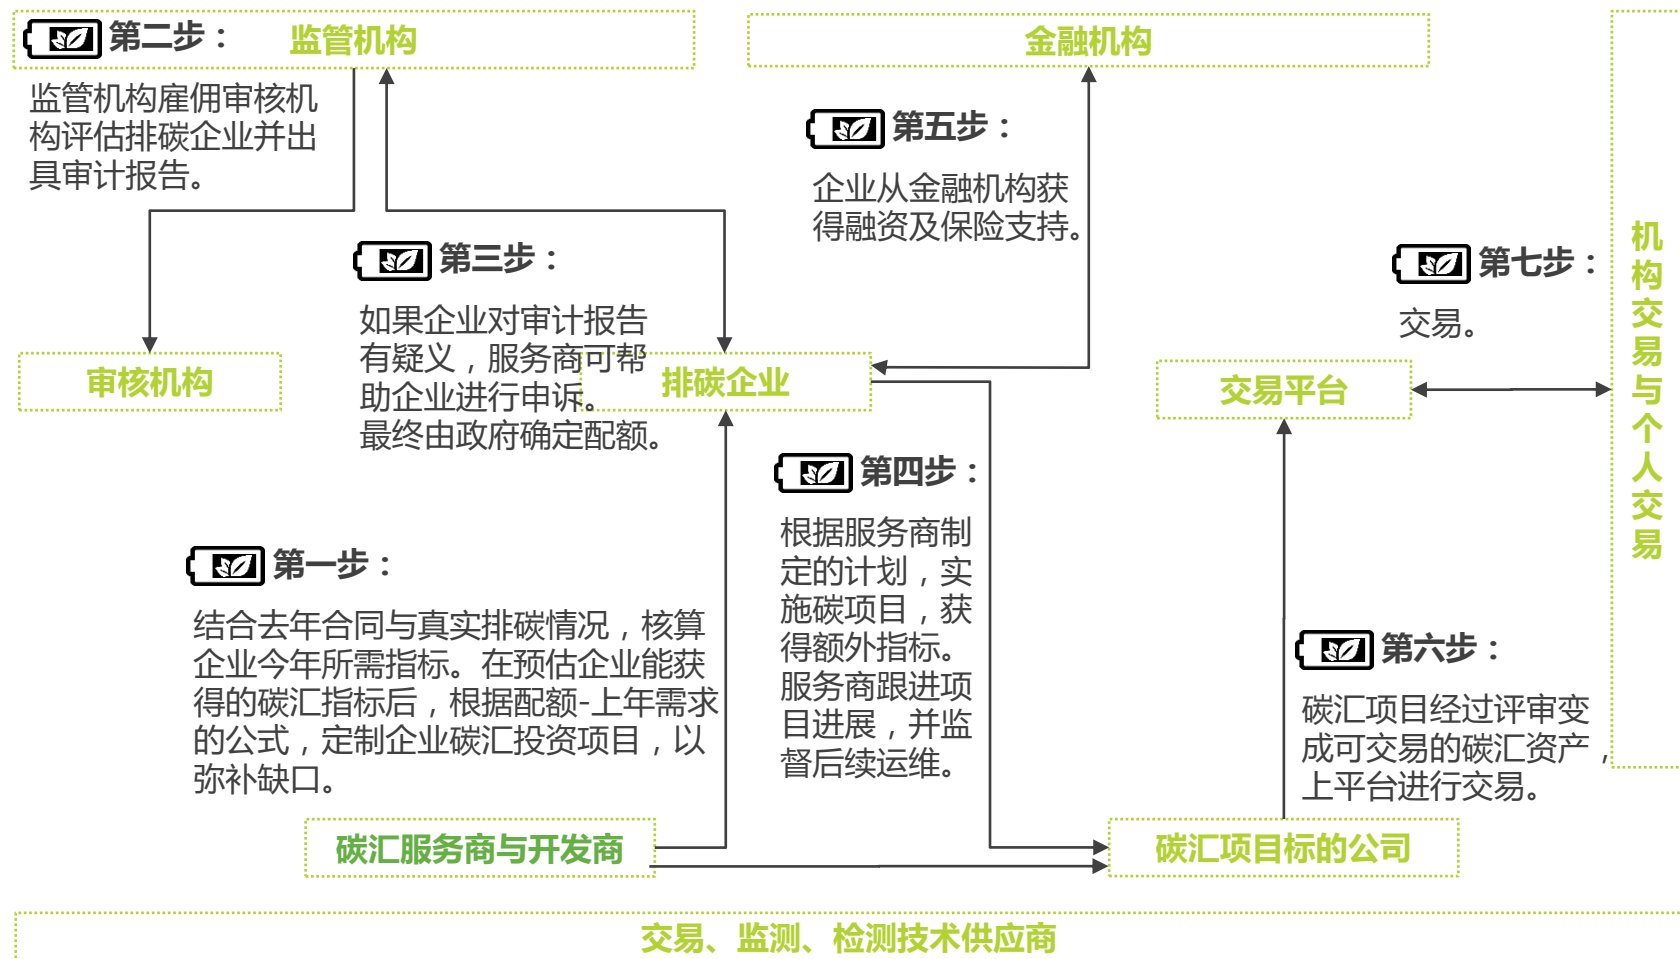 第二步：
监管机构
监管机构雇佣审核机
构评估排碳企业并出
具审计报告。
金融机构
第五步：
企业从金融机构获
得融资及保险支持。
第三步：
如果企业对审计报告
有疑义，服务商可帮
助企业进行申诉。
最终由政府确定配额。
审核机构
排碳企业
第七步：
交易。
交易平台
机
构
交
易
与
个
人
交
易
第四步：
根据服务商制
定的计划，实
施碳项目，获
得额外指标。
服务商跟进项
目进展，并监
督后续运维。
第一步：
结合去年合同与真实排碳情况，核算
企业今年所需指标。在预估企业能获
得的碳汇指标后，根据配额-上年需求
的公式，定制企业碳汇投资项目，以
弥补缺口。
第六步：
碳汇项目经过评审变
成可交易的碳汇资产，
上平台进行交易。
碳汇服务商与开发商
碳汇项目标的公司
交易、监测、检测技术供应商